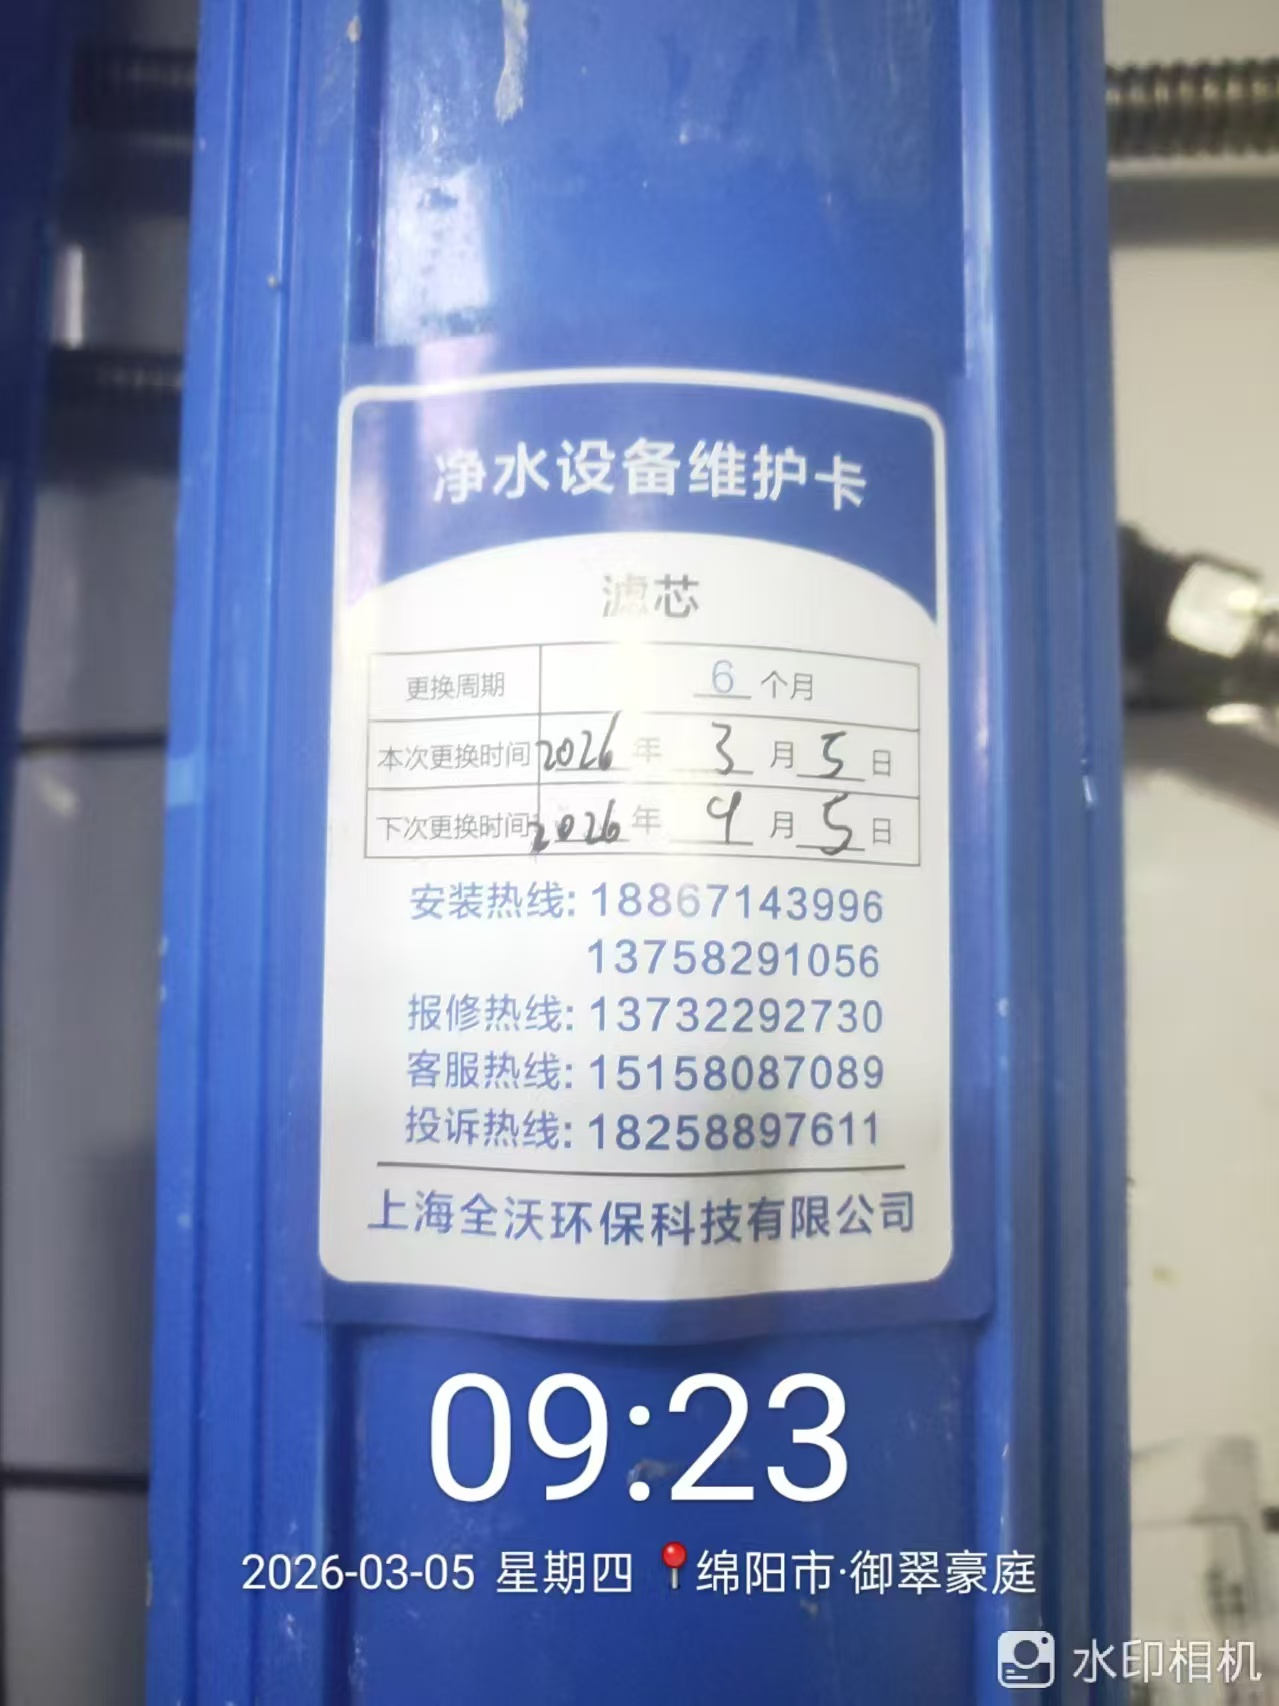 净水设备维护卡
滤芯
更换周期 6 个月
本次更换时间 2026 年 3 月 5 日
下次更换时间 2026 年 9 月 5 日
安装热线: 18867143996
13758291056
报修热线: 13732292730
客服热线: 15158087089
投诉热线: 18258897611
上海全沃环保科技有限公司
09:23
2026-03-05 星期四 📍绵阳市·御翠豪庭
水印相机